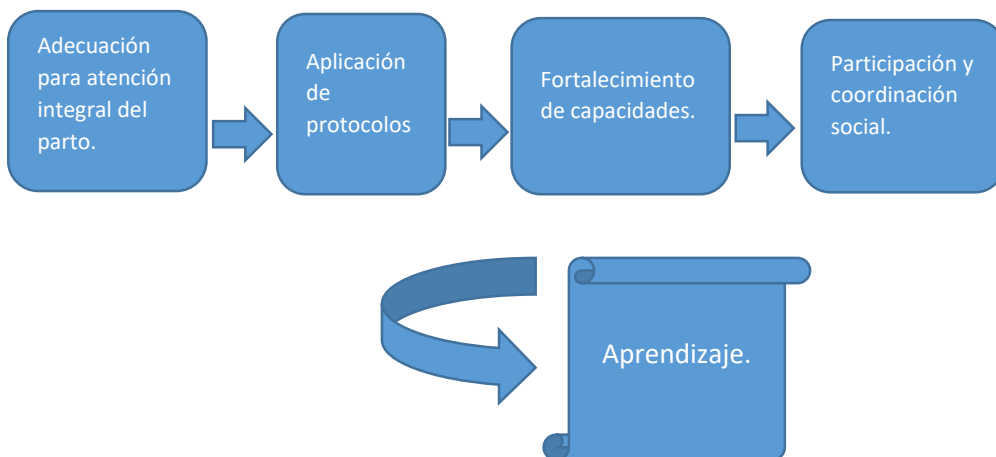 Adecuación
para atención
integral del
parto.
Aplicación
de
protocolos
Fortalecimiento
de capacidades.
Participación y
coordinación
social.
Aprendizaje.